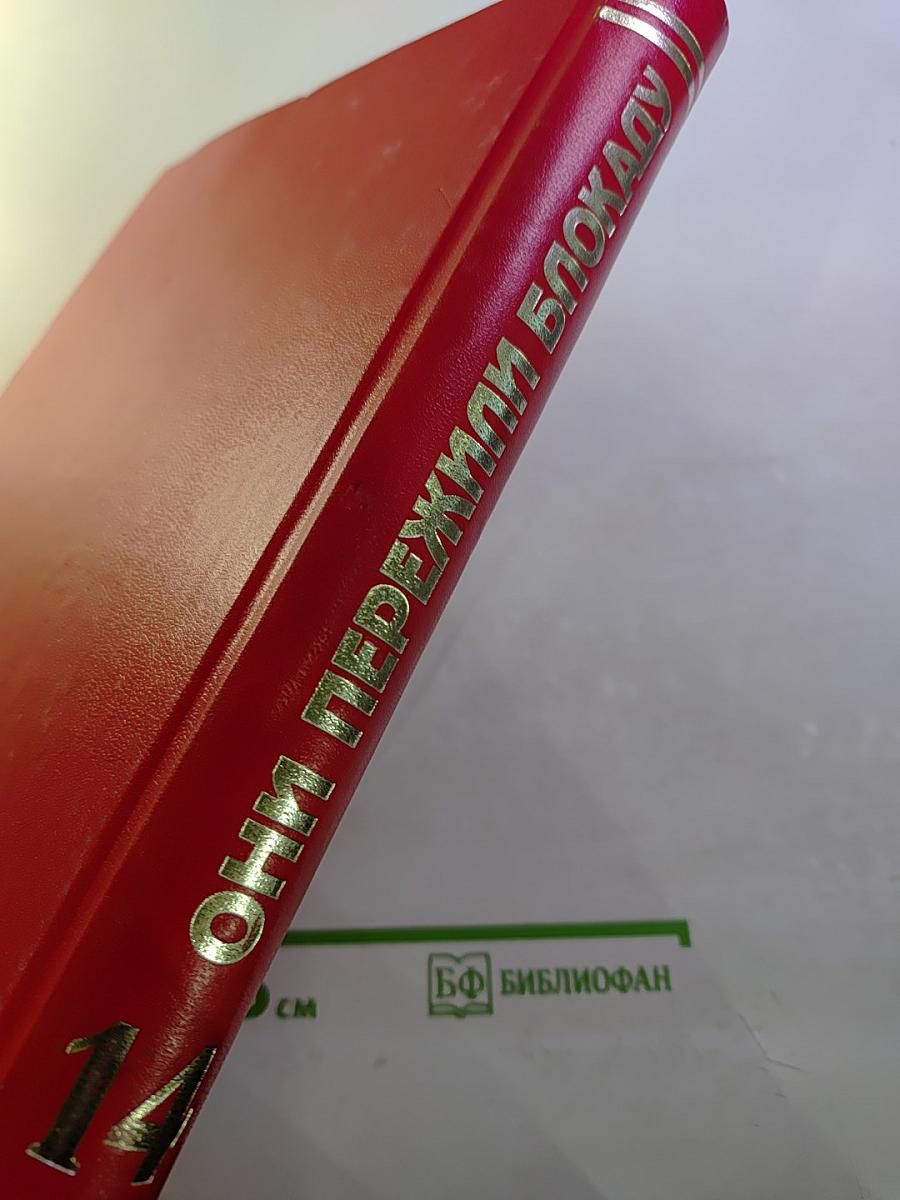 ОНИ ПЕРЕЖИЛИ БЛОКАДУ
14
см
БФ БИБЛИОФАН